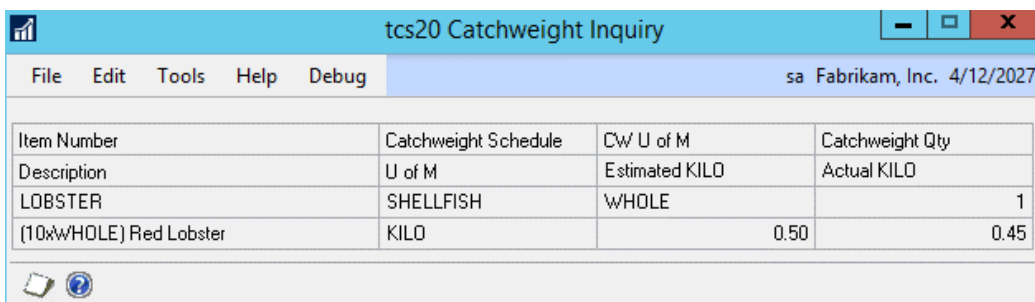 tcs20 Catchweight Inquiry
File Edit Tools Help Debug sa Fabrikam, Inc. 4/12/2027
Item Number Catchweight Schedule CW U of M Catchweight Qty
Description U of M Estimated KILO Actual KILO
LOBSTER SHELLFISH WHOLE 1
(10xWHOLE) Red Lobster KILO 0.50 0.45